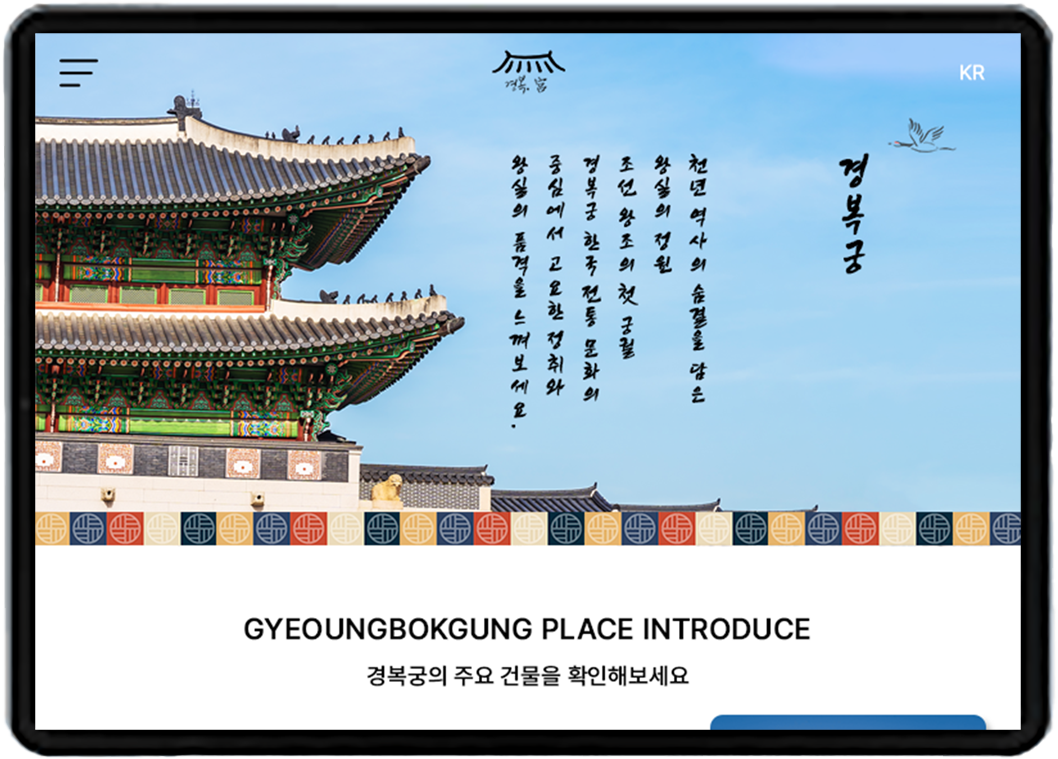 경복궁
KR
경복궁
천년 역사의 숨결을 담은
왕실의 정원
조선 왕조의 첫 궁궐
경복궁 한국 전통 문화의
중심에서 고요한 정취와
왕실의 품격을 느껴보세요.
GYEOUNGBOKGUNG PLACE INTRODUCE
경복궁의 주요 건물을 확인해보세요